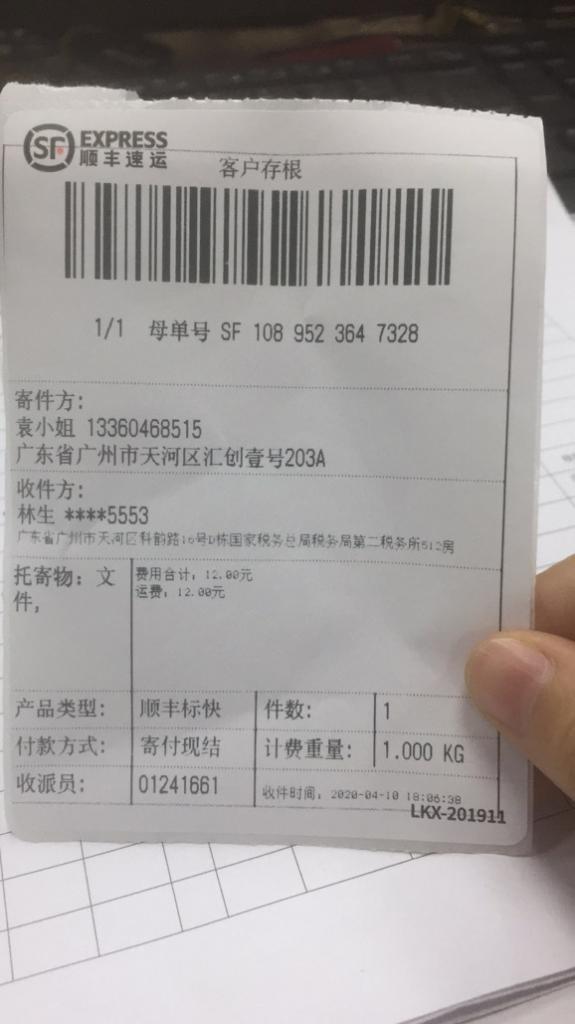 SF EXPRESS
顺丰速运
客户存根
1/1 母单号 SF 108 952 364 7328
寄件方:
袁小姐 13360468515
广东省广州市天河区汇创壹号203A
收件方:
林生 ****5553
广东省广州市天河区科韵路16号D栋国家税务总局税务局第二税务所512房
托寄物: 文
件,
费用合计: 12.00元
运费: 12.00元
产品类型: 顺丰标快 件数: 1
付款方式: 寄付现结 计费重量: 1.000 KG
收派员: 01241661 收件时间: 2020-04-10 18:06:38
LKX-201911